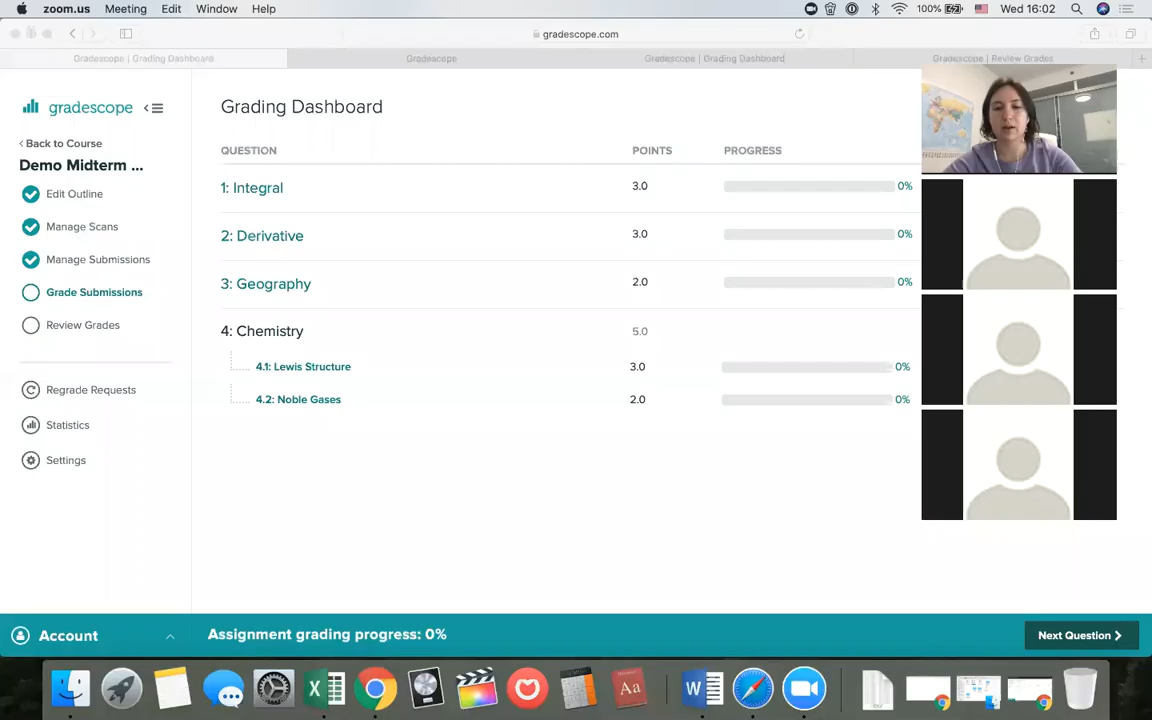 zoom.us Meeting Edit Window Help 100% Wed 16:02
gradescope.com
Gradescope | Grading Dashboard Gradescope Gradescope | Grading Dashboard Gradescope | Review Grades
gradescope
Back to Course
Demo Midterm ...
Edit Outline
Manage Scans
Manage Submissions
Grade Submissions
Review Grades
Regrade Requests
Statistics
Settings
Grading Dashboard
QUESTION POINTS PROGRESS
1: Integral 3.0 0%
2: Derivative 3.0 0%
3: Geography 2.0 0%
4: Chemistry 5.0
4.1: Lewis Structure 3.0 0%
4.2: Noble Gases 2.0 0%
Account
Assignment grading progress: 0%
Next Question
Aa